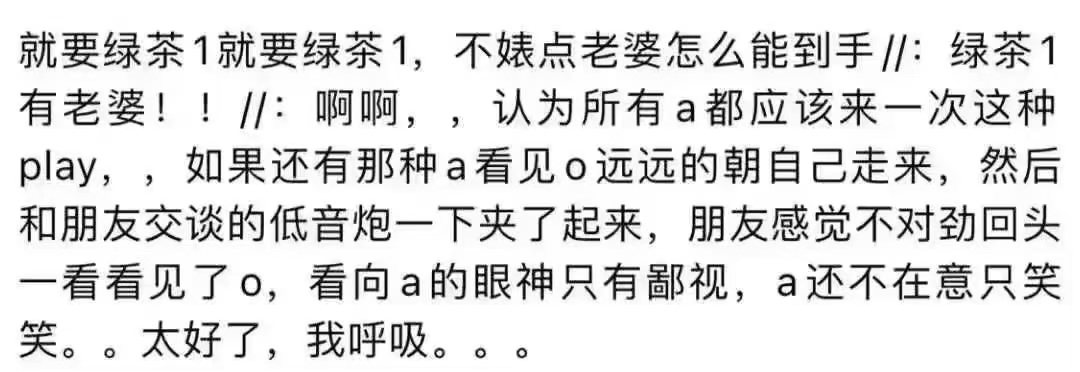 就要绿茶1就要绿茶1，不婊点老婆怎么能到手//：绿茶1
有老婆！！//：啊啊，，认为所有a都应该来一次这种
play，，如果还有那种a看见o远远的朝自己走来，然后
和朋友交谈的低音炮一下夹了起来，朋友感觉不对劲回头
一看看见了o，看向a的眼神只有鄙视，a还不在意只笑
笑。。太好了，我呼吸。。。